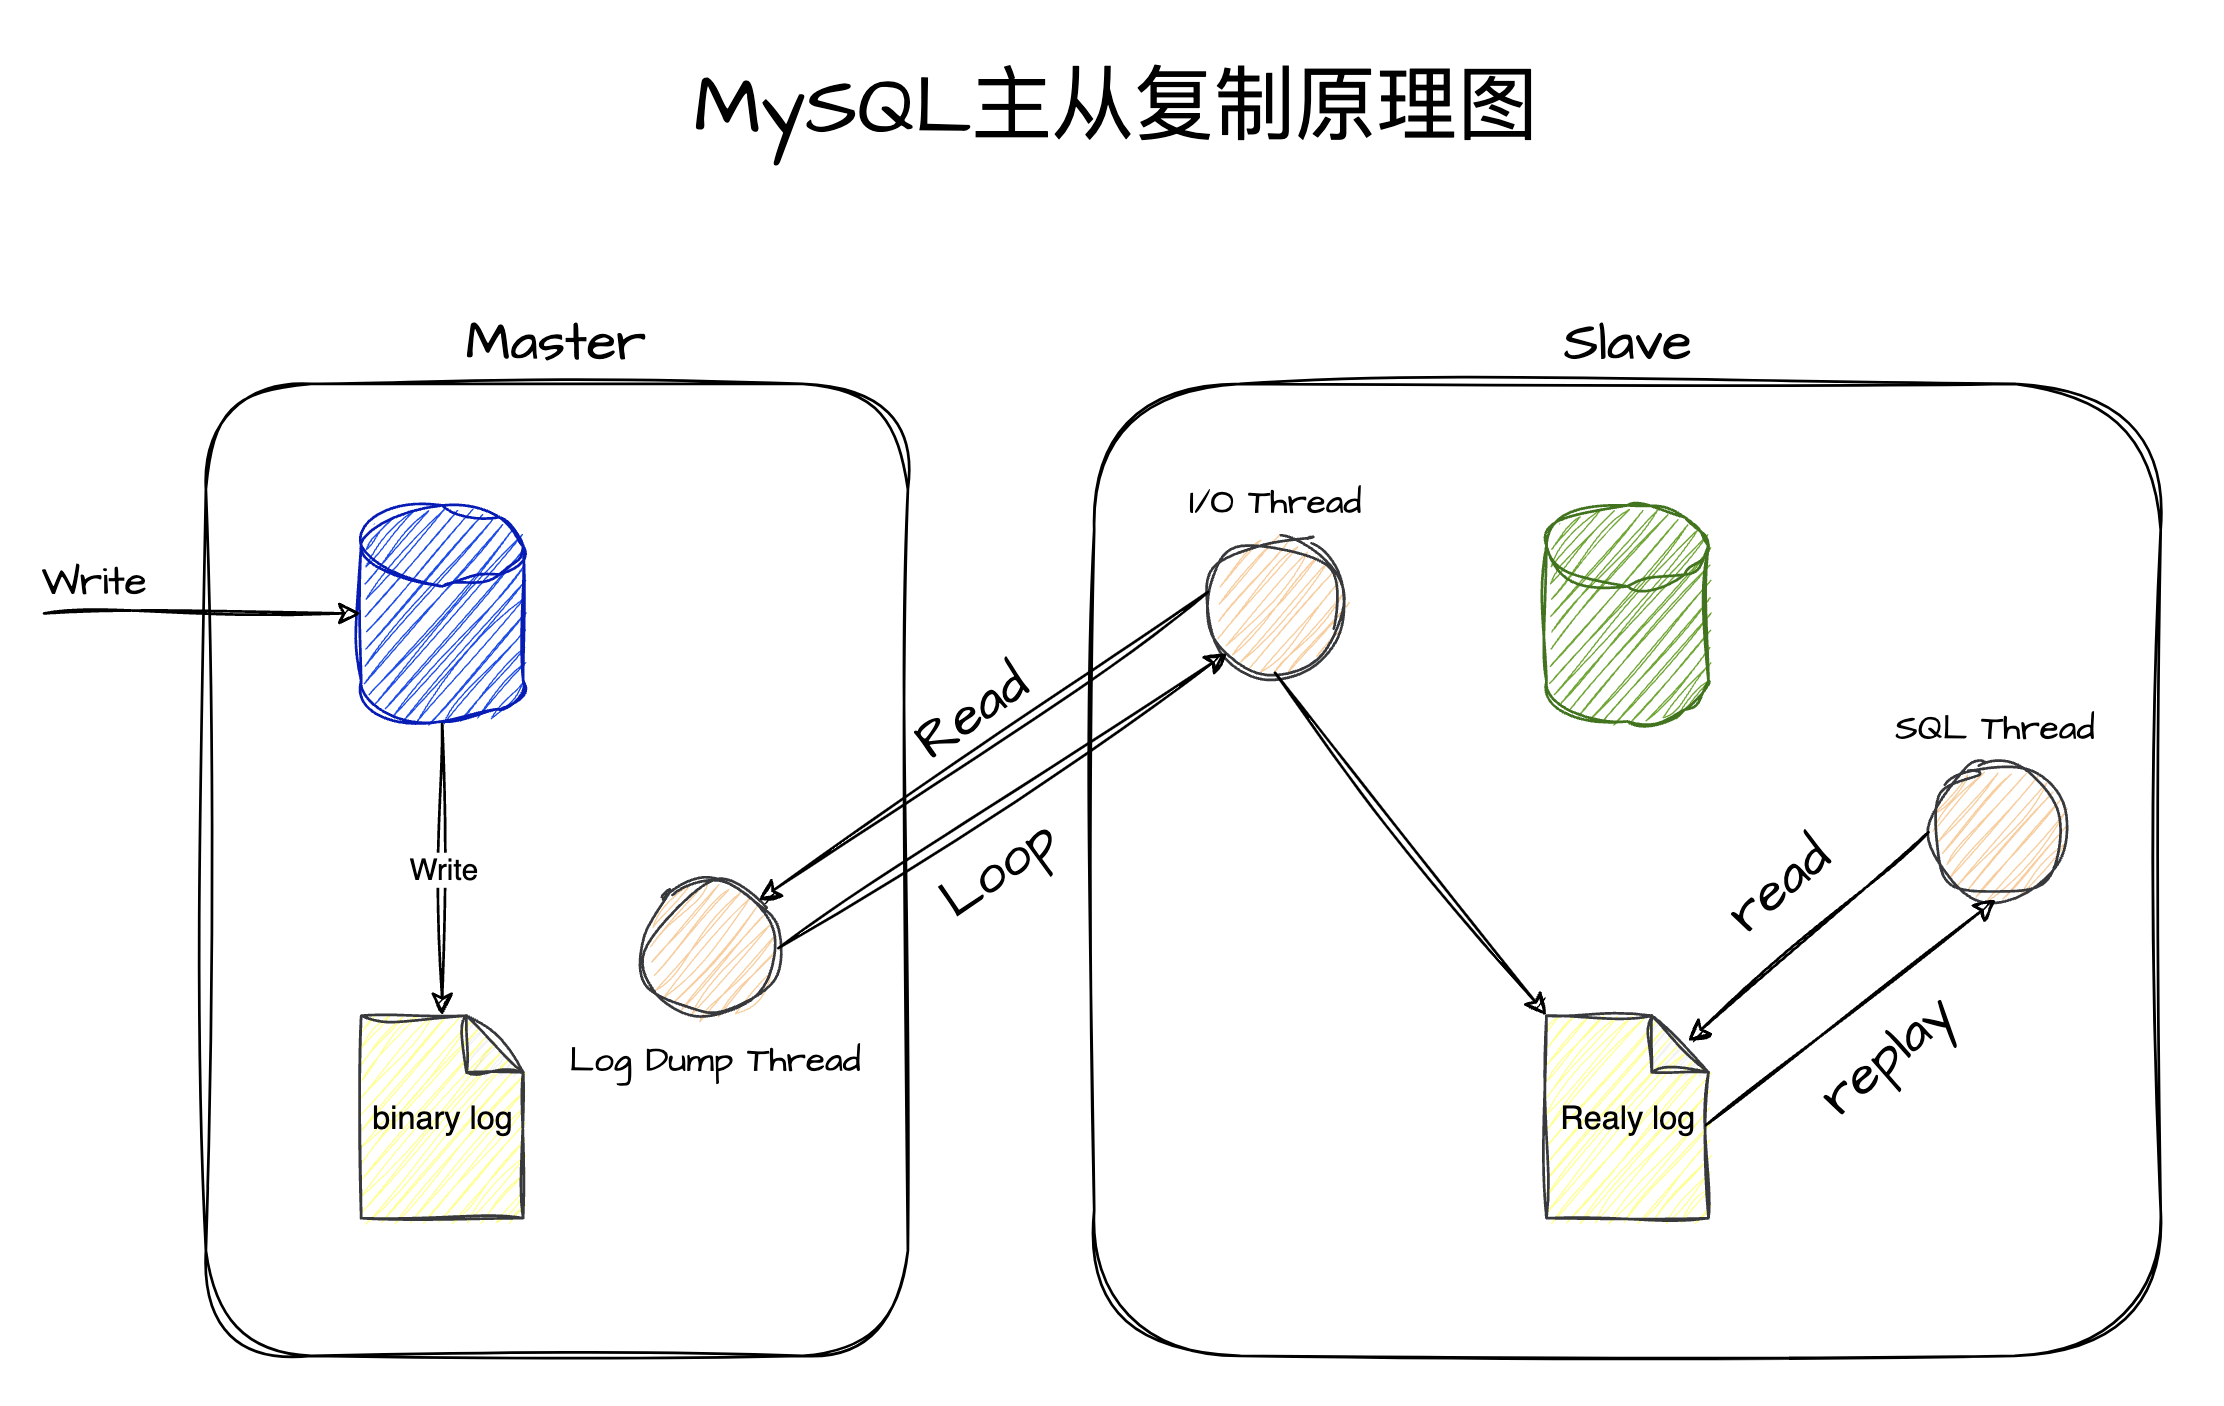 MySQL主从复制原理图
Master
Slave
I/O Thread
Write
Read
SQL Thread
Loop
read
Write
replay
Log Dump Thread
binary log
Realy log